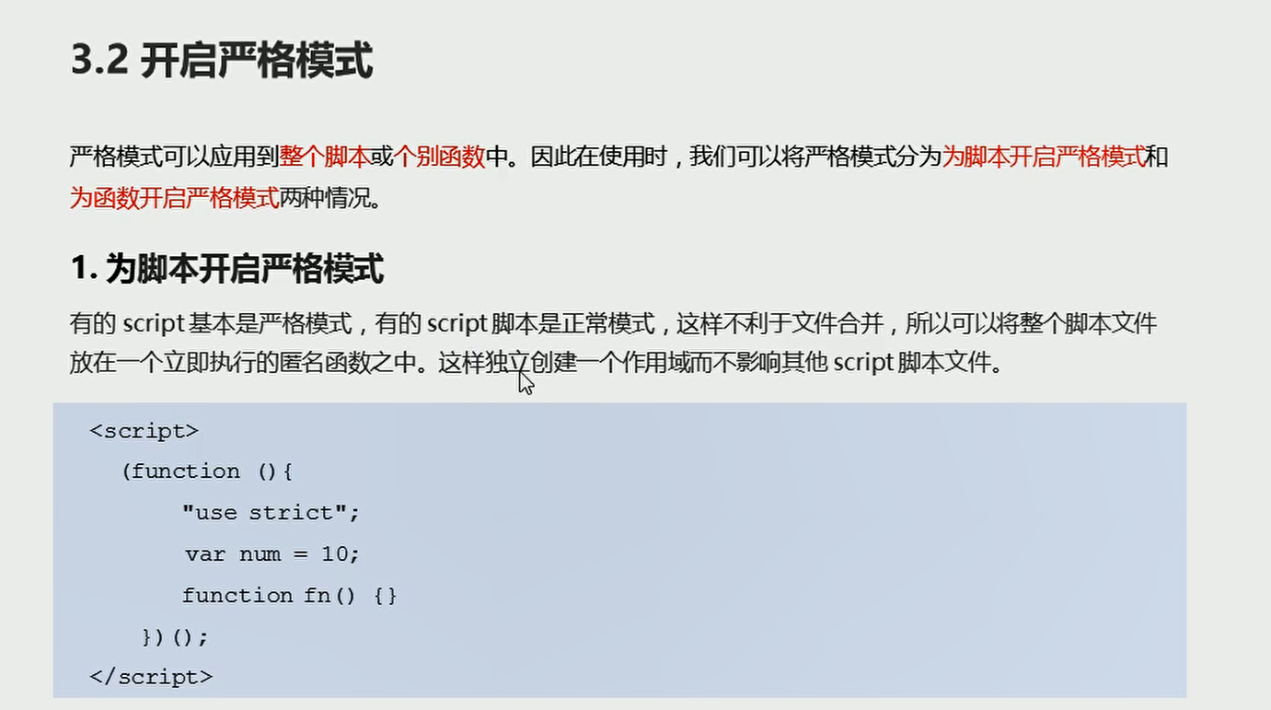 3.2 开启严格模式
严格模式可以应用到整个脚本或个别函数中。因此在使用时，我们可以将严格模式分为为脚本开启严格模式和
为函数开启严格模式两种情况。
1. 为脚本开启严格模式
有的 script 基本是严格模式，有的 script 脚本是正常模式，这样不利于文件合并，所以可以将整个脚本文件
放在一个立即执行的匿名函数之中。这样独立创建一个作用域而不影响其他 script 脚本文件。
<script>
(function (){
"use strict";
var num = 10;
function fn() {}
})();
</script>